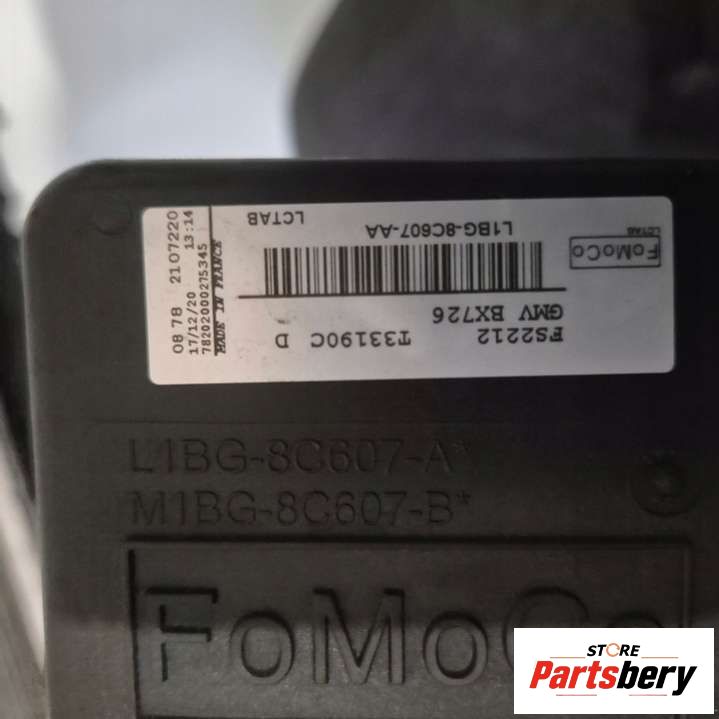 FoMoCo
LCTAB
L1BG-8C607-AA
LCTAB
FS2212
T33190C D
GMV BX726
08 78 2107220
17/12/20 13:14
78202000275345
MADE IN FRANCE
L1BG-8C607-A*
M1BG-8C607-B*
FoMoCo
STORE
Partsbery